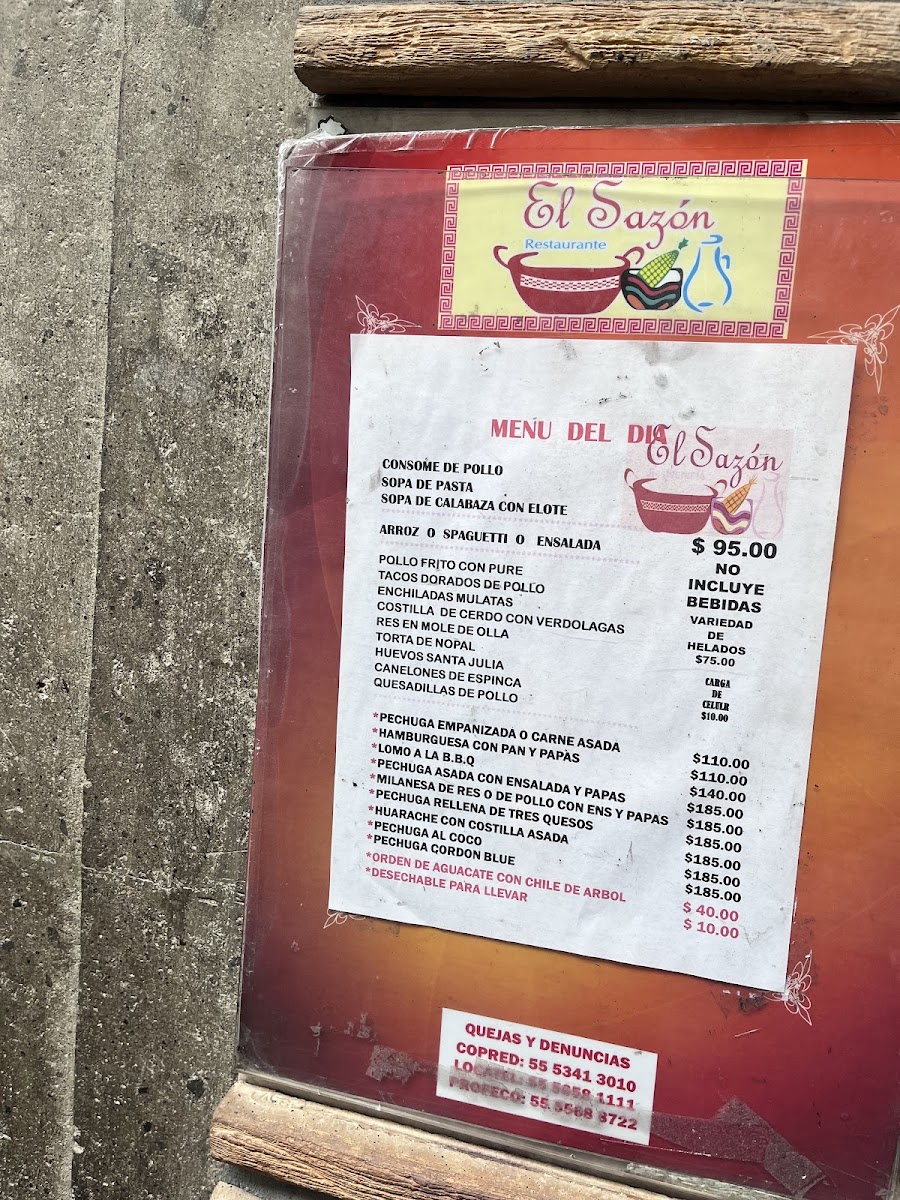 El Sazón
Restaurante
MENU DEL DIA
El Sazón
CONSOME DE POLLO
SOPA DE PASTA
SOPA DE CALABAZA CON ELOTE
ARROZ O SPAGUETTI O ENSALADA
$ 95.00
NO
INCLUYE
BEBIDAS
VARIEDAD
DE
HELADOS
$75.00
CARGA
DE
CELULR
$10.00
POLLO FRITO CON PURE
TACOS DORADOS DE POLLO
ENCHILADAS MULATAS
COSTILLA DE CERDO CON VERDOLAGAS
RES EN MOLE DE OLLA
TORTA DE NOPAL
HUEVOS SANTA JULIA
CANELONES DE ESPINCA
QUESADILLAS DE POLLO
*PECHUGA EMPANIZADA O CARNE ASADA $110.00
*HAMBURGUESA CON PAN Y PAPAS $110.00
*LOMO A LA B.B.Q $140.00
*PECHUGA ASADA CON ENSALADA Y PAPAS $185.00
*MILANESA DE RES O DE POLLO CON ENS Y PAPAS $185.00
*PECHUGA RELLENA DE TRES QUESOS $185.00
*HUARACHE CON COSTILLA ASADA $185.00
*PECHUGA AL COCO $185.00
*PECHUGA CORDON BLUE $185.00
*ORDEN DE AGUACATE CON CHILE DE ARBOL $ 40.00
*DESECHABLE PARA LLEVAR $ 10.00
QUEJAS Y DENUNCIAS
COPRED: 55 5341 3010
LOCATEL: 55 5658 1111
PROFECO: 55 5568 8722